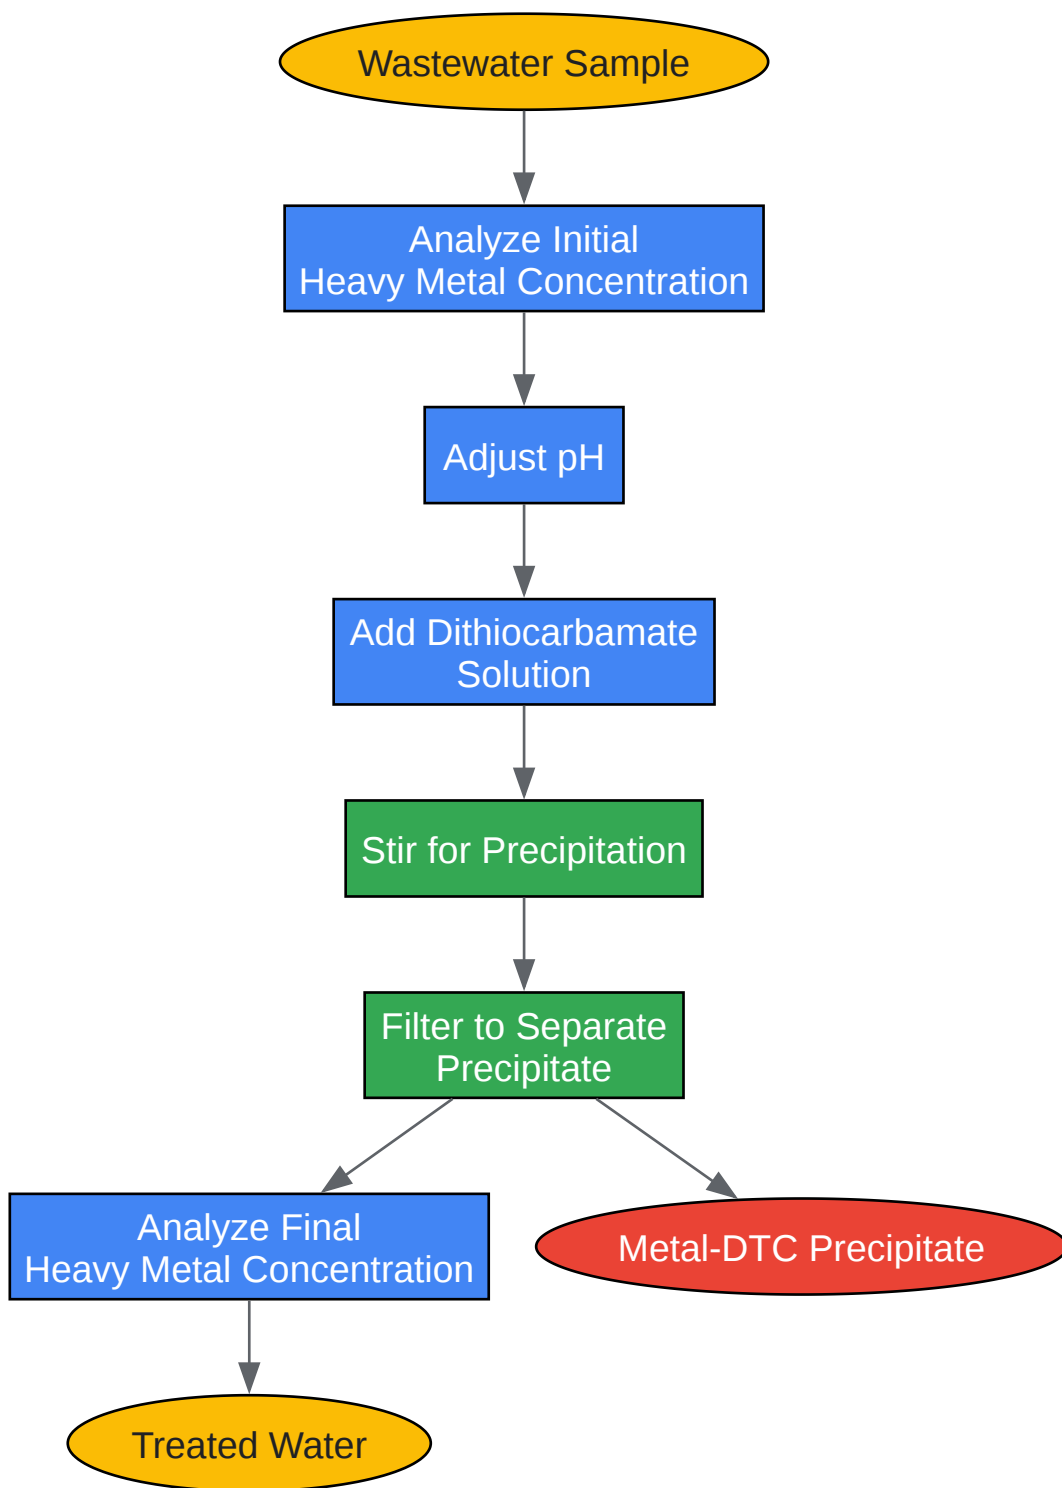 Wastewater Sample
Analyze Initial
Heavy Metal Concentration
Adjust pH
Add Dithiocarbamate
Solution
Stir for Precipitation
Filter to Separate
Precipitate
Analyze Final
Heavy Metal Concentration
Metal-DTC Precipitate
Treated Water